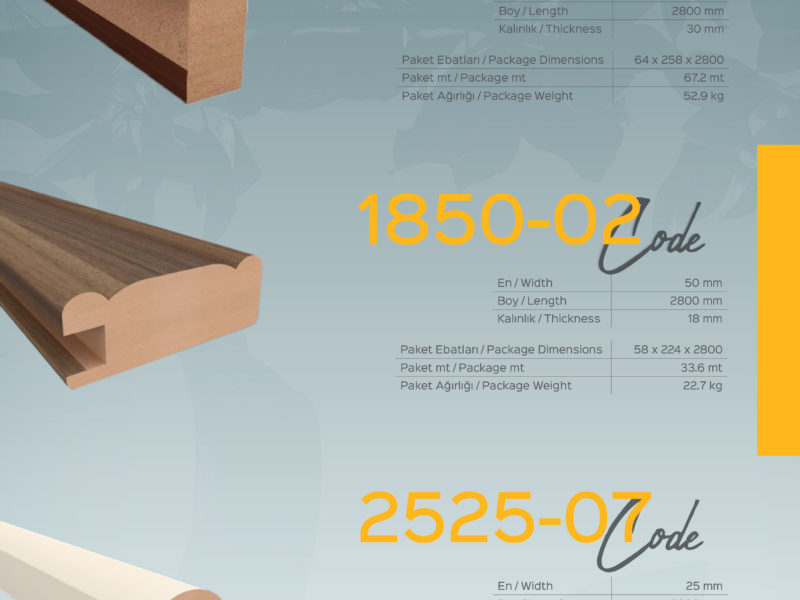 Boy / Length 2800 mm
Kalınlık / Thickness 30 mm
Paket Ebatları / Package Dimensions 64 x 258 x 2800
Paket mt / Package mt 67.2 mt
Paket Ağırlığı / Package Weight 52.9 kg
1850-02 Code
En / Width 50 mm
Boy / Length 2800 mm
Kalınlık / Thickness 18 mm
Paket Ebatları / Package Dimensions 58 x 224 x 2800
Paket mt / Package mt 33.6 mt
Paket Ağırlığı / Package Weight 22.7 kg
2525-07 Code
En / Width 25 mm